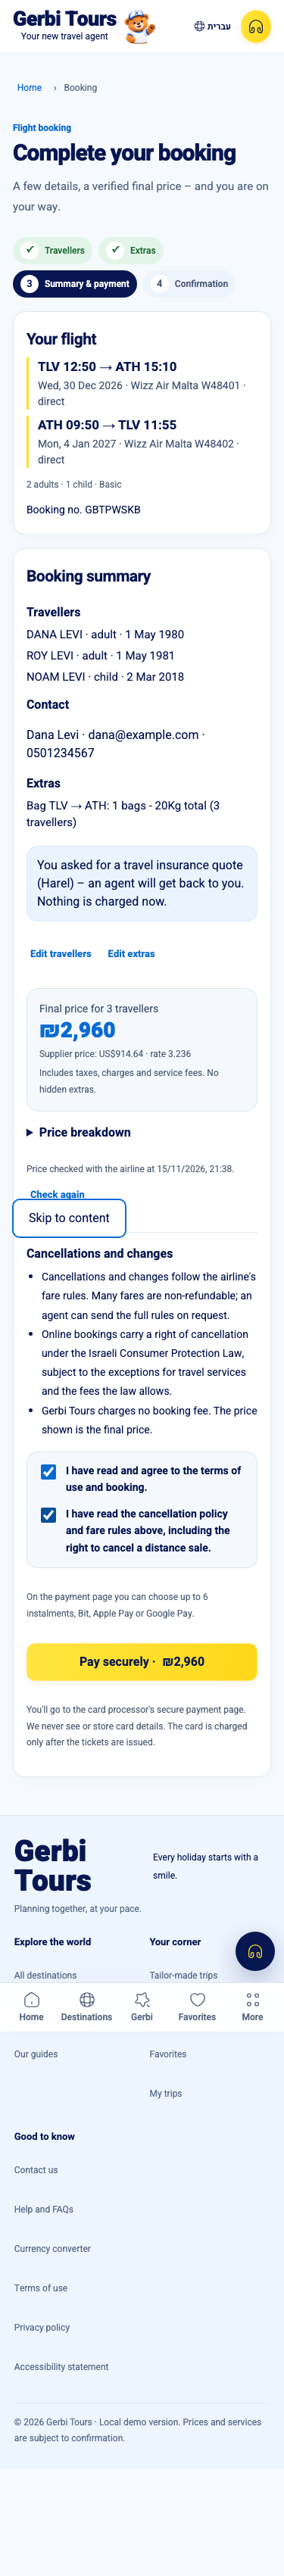 Gerbi Tours
Your new travel agent
עברית
Home › Booking
Flight booking
Complete your booking
A few details, a verified final price – and you are on
your way.
✓ Travellers ✓ Extras
3 Summary & payment 4 Confirmation
Your flight
TLV 12:50 → ATH 15:10
Wed, 30 Dec 2026 · Wizz Air Malta W48401 ·
direct
ATH 09:50 → TLV 11:55
Mon, 4 Jan 2027 · Wizz Air Malta W48402 ·
direct
2 adults · 1 child · Basic
Booking no. GBTPWSKB
Booking summary
Travellers
DANA LEVI · adult · 1 May 1980
ROY LEVI · adult · 1 May 1981
NOAM LEVI · child · 2 Mar 2018
Contact
Dana Levi · dana@example.com ·
0501234567
Extras
Bag TLV → ATH: 1 bags - 20Kg total (3
travellers)
You asked for a travel insurance quote
(Harel) – an agent will get back to you.
Nothing is charged now.
Edit travellers Edit extras
Final price for 3 travellers
₪2,960
Supplier price: US$914.64 · rate 3.236
Includes taxes, charges and service fees. No
hidden extras.
Price breakdown
Price checked with the airline at 15/11/2026, 21:38.
Check again
Skip to content
Cancellations and changes
• Cancellations and changes follow the airline's
fare rules. Many fares are non-refundable; an
agent can send the full rules on request.
• Online bookings carry a right of cancellation
under the Israeli Consumer Protection Law,
subject to the exceptions for travel services
and the fees the law allows.
• Gerbi Tours charges no booking fee. The price
shown is the final price.
I have read and agree to the terms of
use and booking.
I have read the cancellation policy
and fare rules above, including the
right to cancel a distance sale.
On the payment page you can choose up to 6
instalments, Bit, Apple Pay or Google Pay.
Pay securely · ₪2,960
You'll go to the card processor's secure payment page.
We never see or store card details. The card is charged
only after the tickets are issued.
Gerbi
Tours
Every holiday starts with a
smile.
Planning together, at your pace.
Explore the world Your corner
All destinations Tailor-made trips
Home Destinations Gerbi Favorites More
Our guides Favorites
My trips
Good to know
Contact us
Help and FAQs
Currency converter
Terms of use
Privacy policy
Accessibility statement
© 2026 Gerbi Tours · Local demo version. Prices and services
are subject to confirmation.